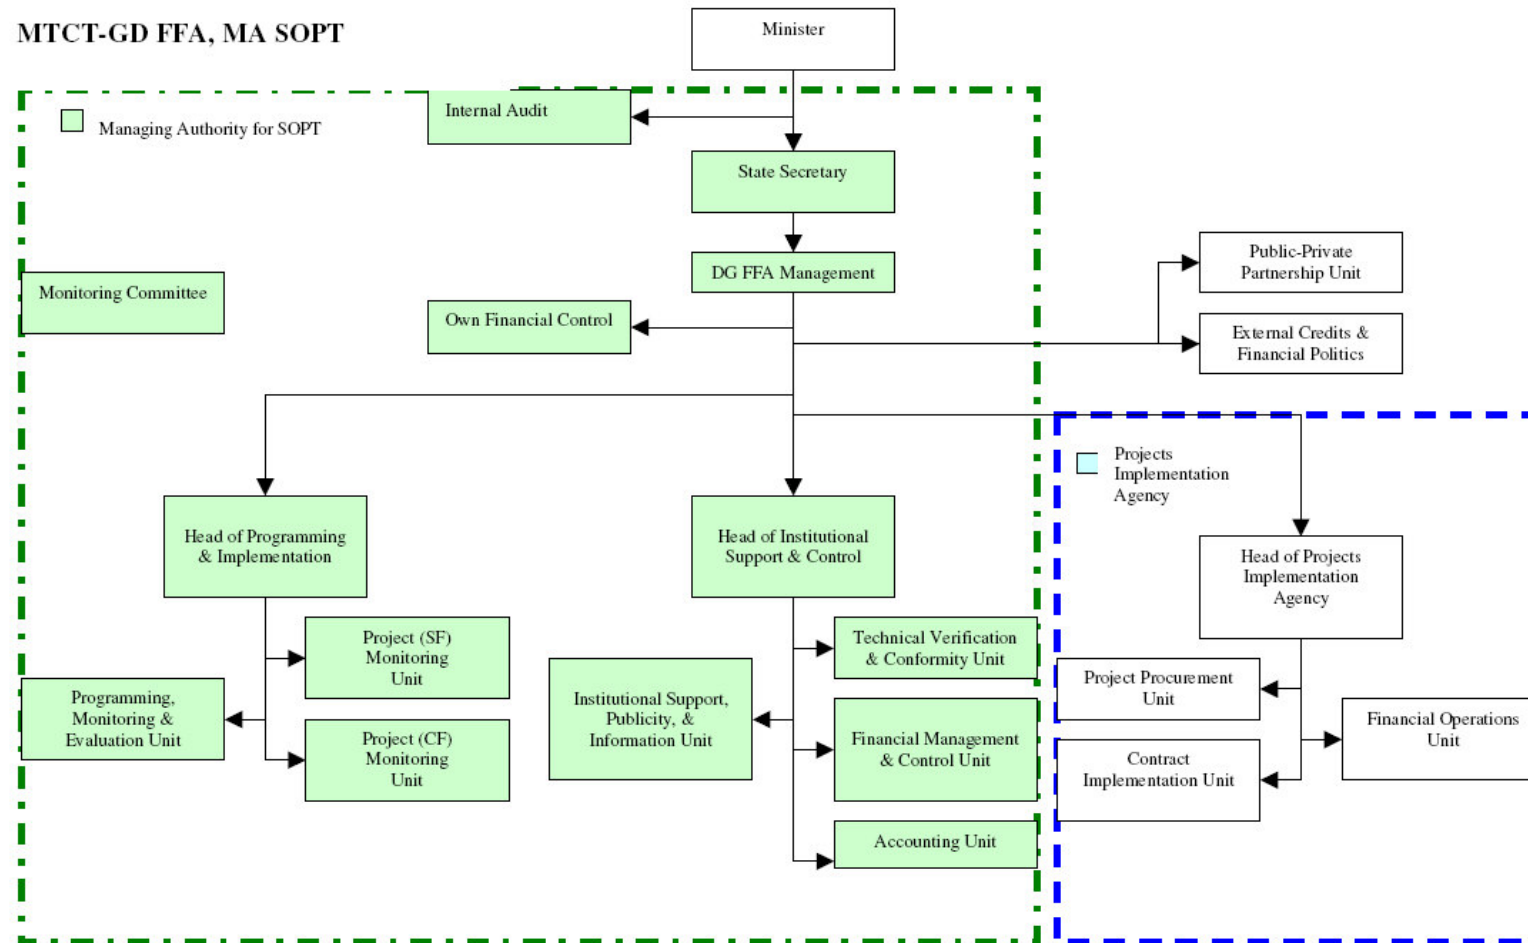 MTCT-GD FFA, MA SOPT
Minister
Internal Audit
Managing Authority for SOPT
State Secretary
Public-Private
Partnership Unit
DG FFA Management
Monitoring Committee
Own Financial Control
External Credits &
Financial Politics
Projects
Implementation
Agency
Head of Programming
& Implementation
Head of Institutional
Support & Control
Head of Projects
Implementation
Agency
Project (SF)
Monitoring
Unit
Technical Verification
& Conformity Unit
Programming,
Monitoring &
Evaluation Unit
Institutional Support,
Publicity, &
Information Unit
Project Procurement
Unit
Project (CF)
Monitoring
Unit
Financial Management
& Control Unit
Financial Operations
Unit
Contract
Implementation Unit
Accounting Unit